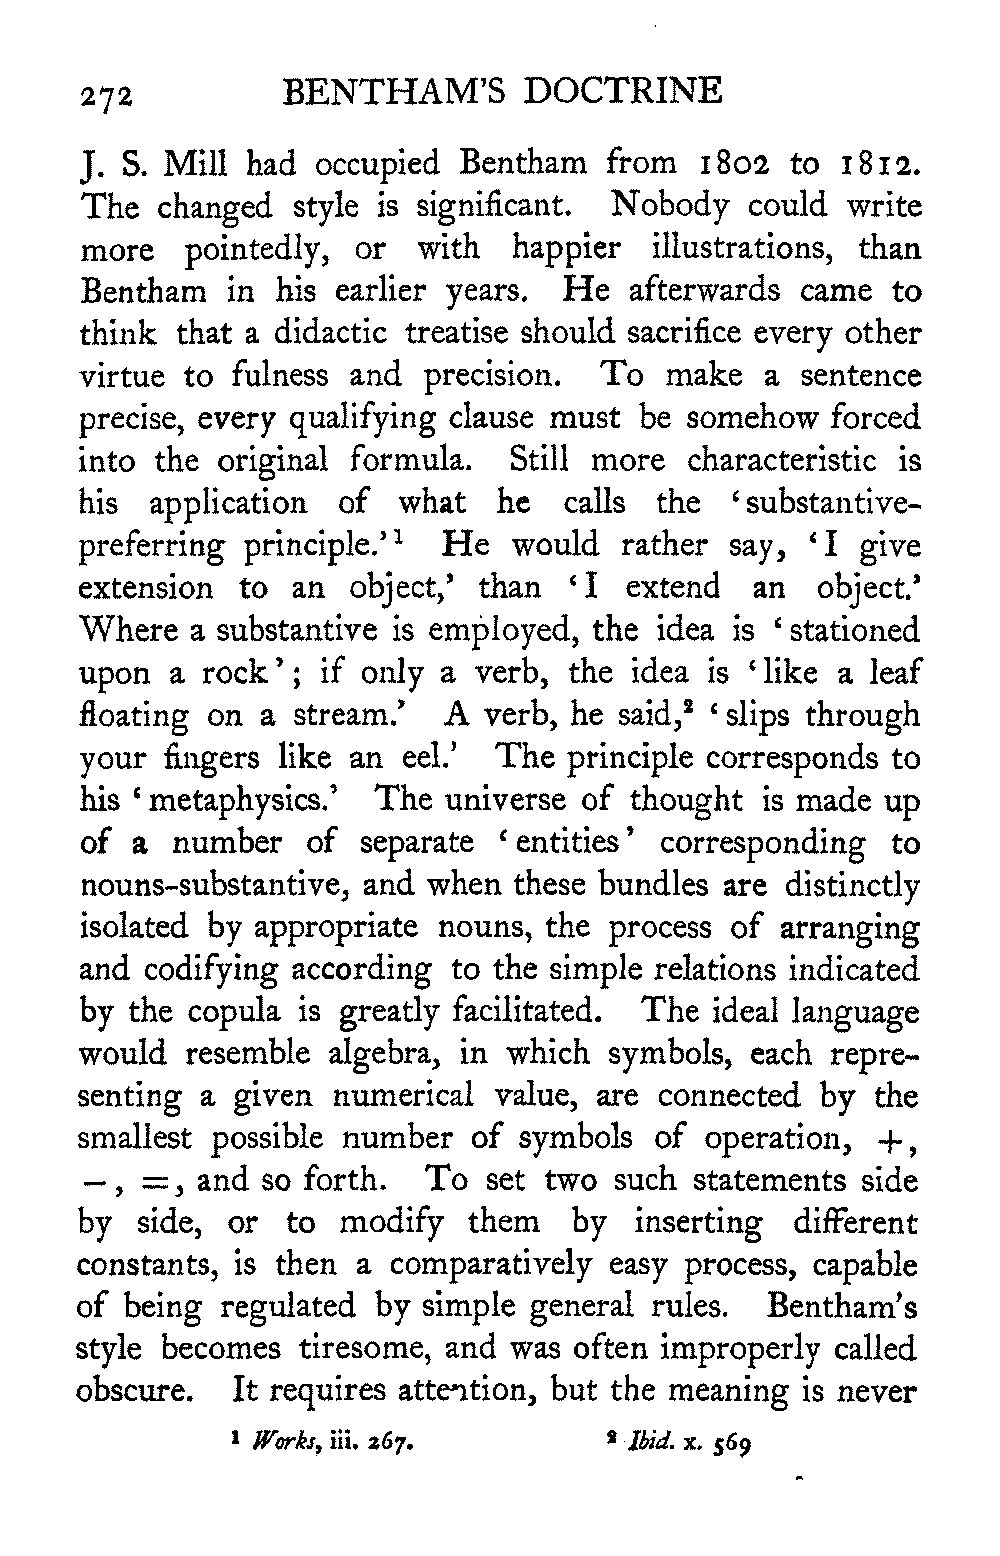 272 BENTHAM'S DOCTRINE
J. S. Mill had occupied Bentham from 1802 to 1812.
The changed style is significant. Nobody could write
more pointedly, or with happier illustrations, than
Bentham in his earlier years. He afterwards came to
think that a didactic treatise should sacrifice every other
virtue to fulness and precision. To make a sentence
precise, every qualifying clause must be somehow forced
into the original formula. Still more characteristic is
his application of what he calls the ‘substantive-
preferring principle.’¹ He would rather say, ‘I give
extension to an object,’ than ‘I extend an object.’
Where a substantive is employed, the idea is ‘stationed
upon a rock’; if only a verb, the idea is ‘like a leaf
floating on a stream.’ A verb, he said,² ‘slips through
your fingers like an eel.’ The principle corresponds to
his ‘metaphysics.’ The universe of thought is made up
of a number of separate ‘entities’ corresponding to
nouns-substantive, and when these bundles are distinctly
isolated by appropriate nouns, the process of arranging
and codifying according to the simple relations indicated
by the copula is greatly facilitated. The ideal language
would resemble algebra, in which symbols, each repre-
senting a given numerical value, are connected by the
smallest possible number of symbols of operation, +,
−, =, and so forth. To set two such statements side
by side, or to modify them by inserting different
constants, is then a comparatively easy process, capable
of being regulated by simple general rules. Bentham's
style becomes tiresome, and was often improperly called
obscure. It requires attention, but the meaning is never
¹ Works, iii. 267. ² Ibid. x. 569